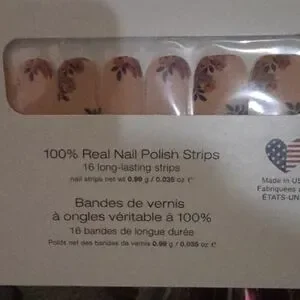 100% Real Nail Polish Strips
16 long-lasting strips
nail strips net wt 0.99 g / 0.035 oz ℮
Made in US
Fabriquées a
ÉTATS-UN
Bandes de vernis
à ongles véritable à 100%
16 bandes de longue durée
Poids net des bandes de vernis 0.99 g / 0.035 oz ℮